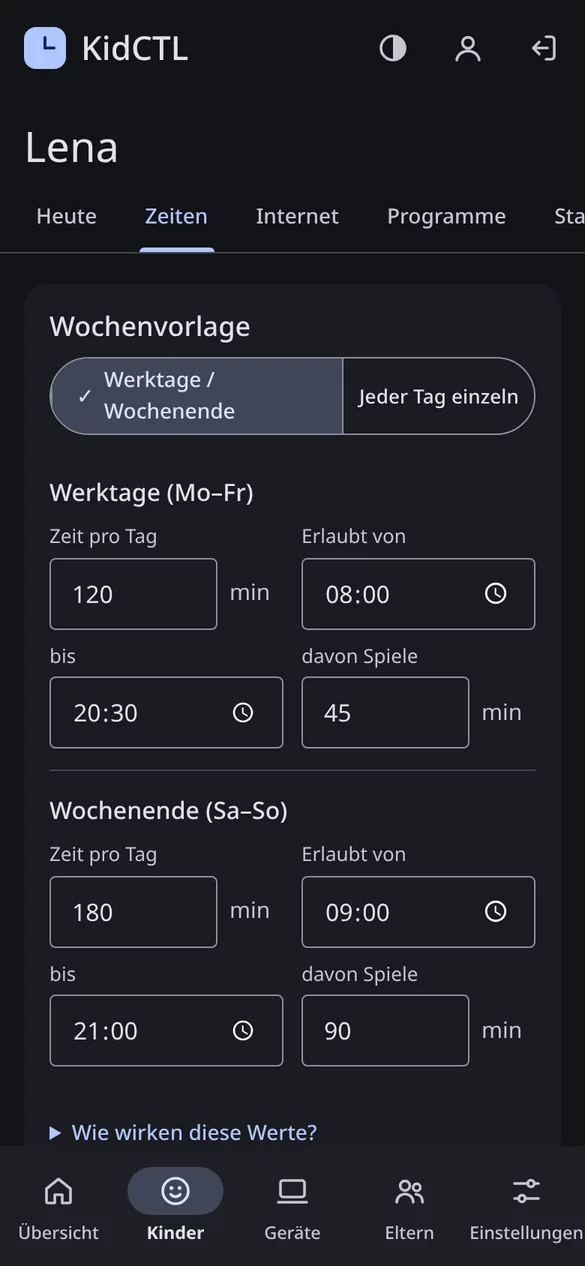 KidCTL
Lena
Heute Zeiten Internet Programme Sta
Wochenvorlage
✓ Werktage /
Wochenende
Jeder Tag einzeln
Werktage (Mo–Fr)
Zeit pro Tag Erlaubt von
120 min 08:00
bis davon Spiele
20:30 45 min
Wochenende (Sa–So)
Zeit pro Tag Erlaubt von
180 min 09:00
bis davon Spiele
21:00 90 min
▶ Wie wirken diese Werte?
Übersicht Kinder Geräte Eltern Einstellungen